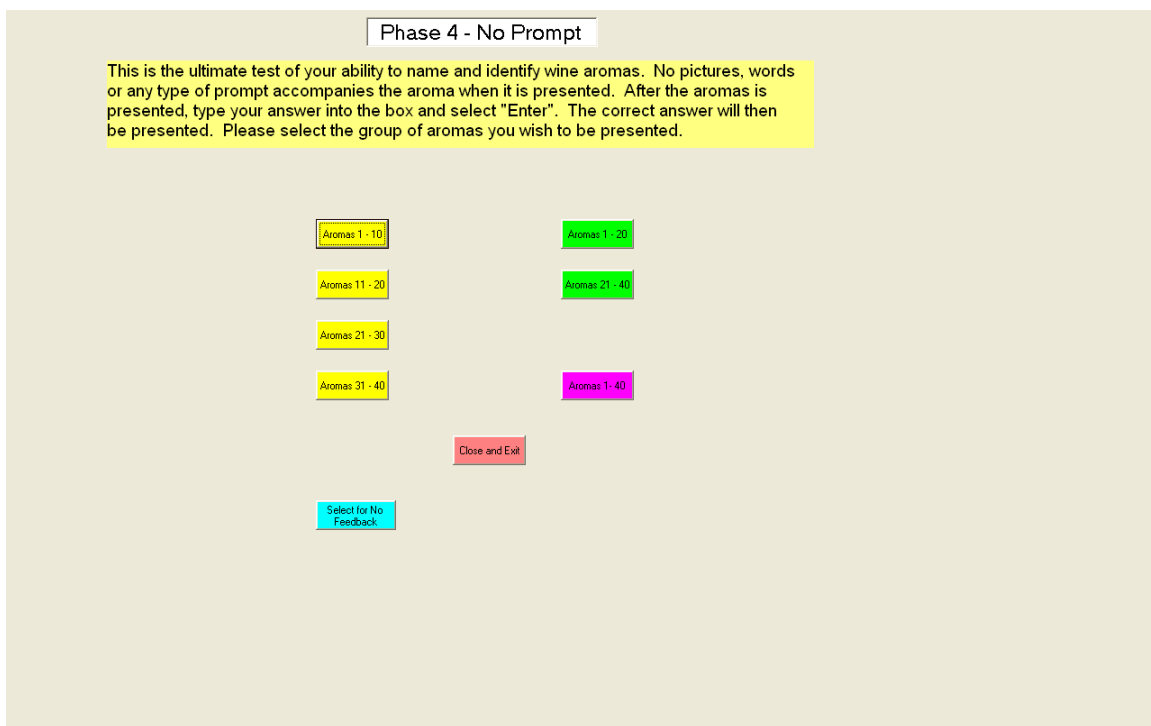 Phase 4 - No Prompt
This is the ultimate test of your ability to name and identify wine aromas.  No pictures, words
or any type of prompt accompanies the aroma when it is presented.  After the aromas is
presented, type your answer into the box and select "Enter".  The correct answer will then
be presented.  Please select the group of aromas you wish to be presented.
Aromas 1 - 10
Aromas 1 - 20
Aromas 11 - 20
Aromas 21 - 40
Aromas 21 - 30
Aromas 31 - 40
Aromas 1- 40
Close and Exit
Select for No
Feedback